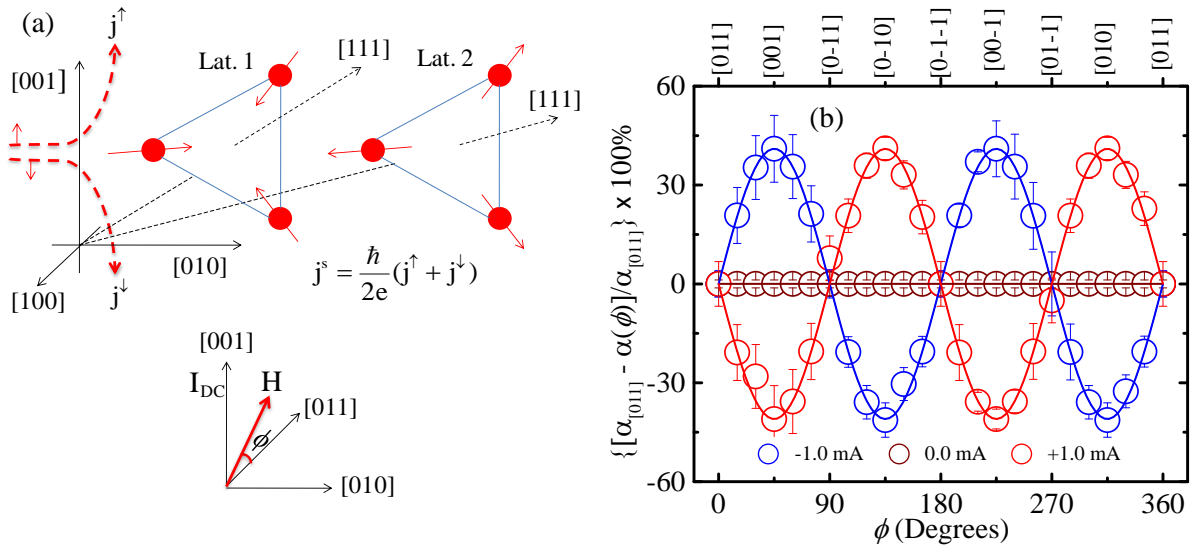 (a)
j↑
[001]
Lat. 1
[111]
Lat. 2
[111]
[010]
[100]
j↓
jˢ = ℏ/2e (j↑ + j↓)
[001]
I_DC
H
[011]
ϕ
[010]
[011] [001] [0-11] [0-10] [0-1-1] [00-1] [01-1] [010] [011]
(b)
{[α[011] - α(ϕ)]/α[011]} x 100%
60
30
0
-30
-60
-1.0 mA 0.0 mA +1.0 mA
0 90 180 270 360
ϕ (Degrees)